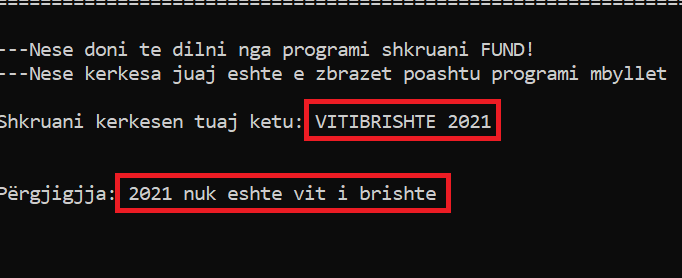 ---Nese doni te dilni nga programi shkruani FUND!
---Nese kerkesa juaj eshte e zbrazet poashtu programi mbyllet
Shkruani kerkesen tuaj ketu: VITIBRISHTE 2021
Përgjigjja: 2021 nuk eshte vit i brishte